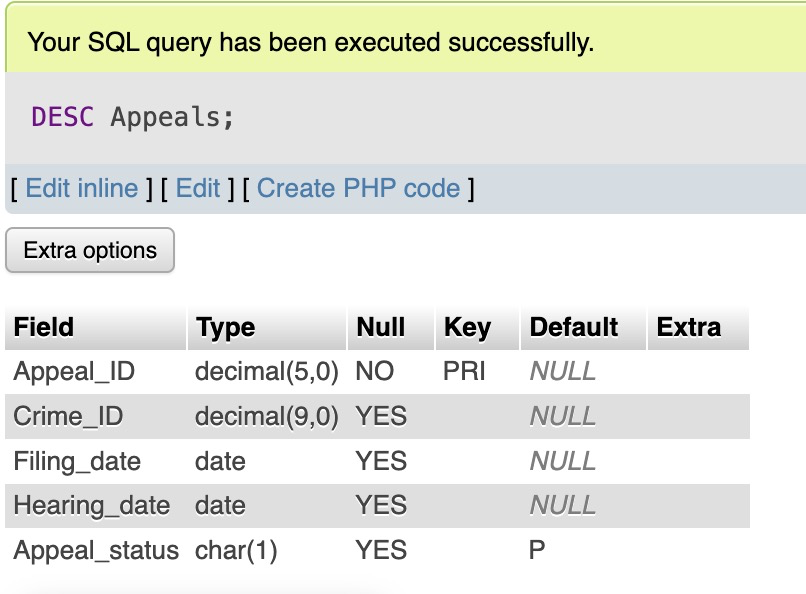 Your SQL query has been executed successfully.
DESC Appeals;
[ Edit inline ] [ Edit ] [ Create PHP code ]
Extra options
Field Type Null Key Default Extra
Appeal_ID decimal(5,0) NO PRI NULL
Crime_ID decimal(9,0) YES NULL
Filing_date date YES NULL
Hearing_date date YES NULL
Appeal_status char(1) YES P